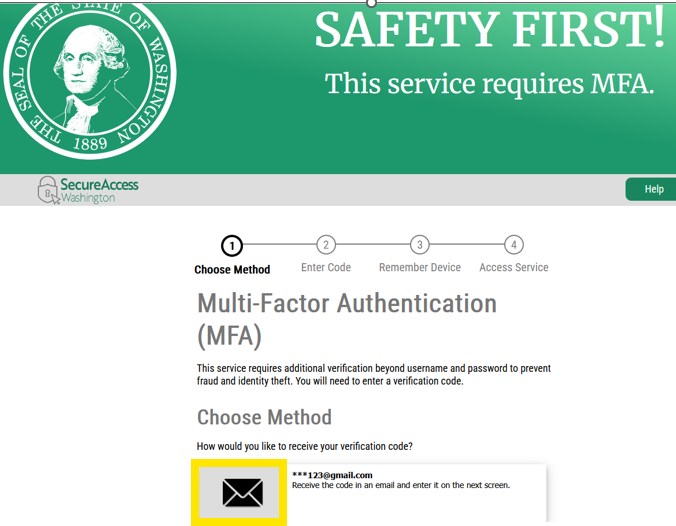 THE SEAL OF THE STATE OF WASHINGTON
1889
SAFETY FIRST!
This service requires MFA.
SecureAccess
Washington
Help
1 2 3 4
Choose Method Enter Code Remember Device Access Service
Multi-Factor Authentication
(MFA)
This service requires additional verification beyond username and password to prevent
fraud and identity theft. You will need to enter a verification code.
Choose Method
How would you like to receive your verification code?
***123@gmail.com
Receive the code in an email and enter it on the next screen.